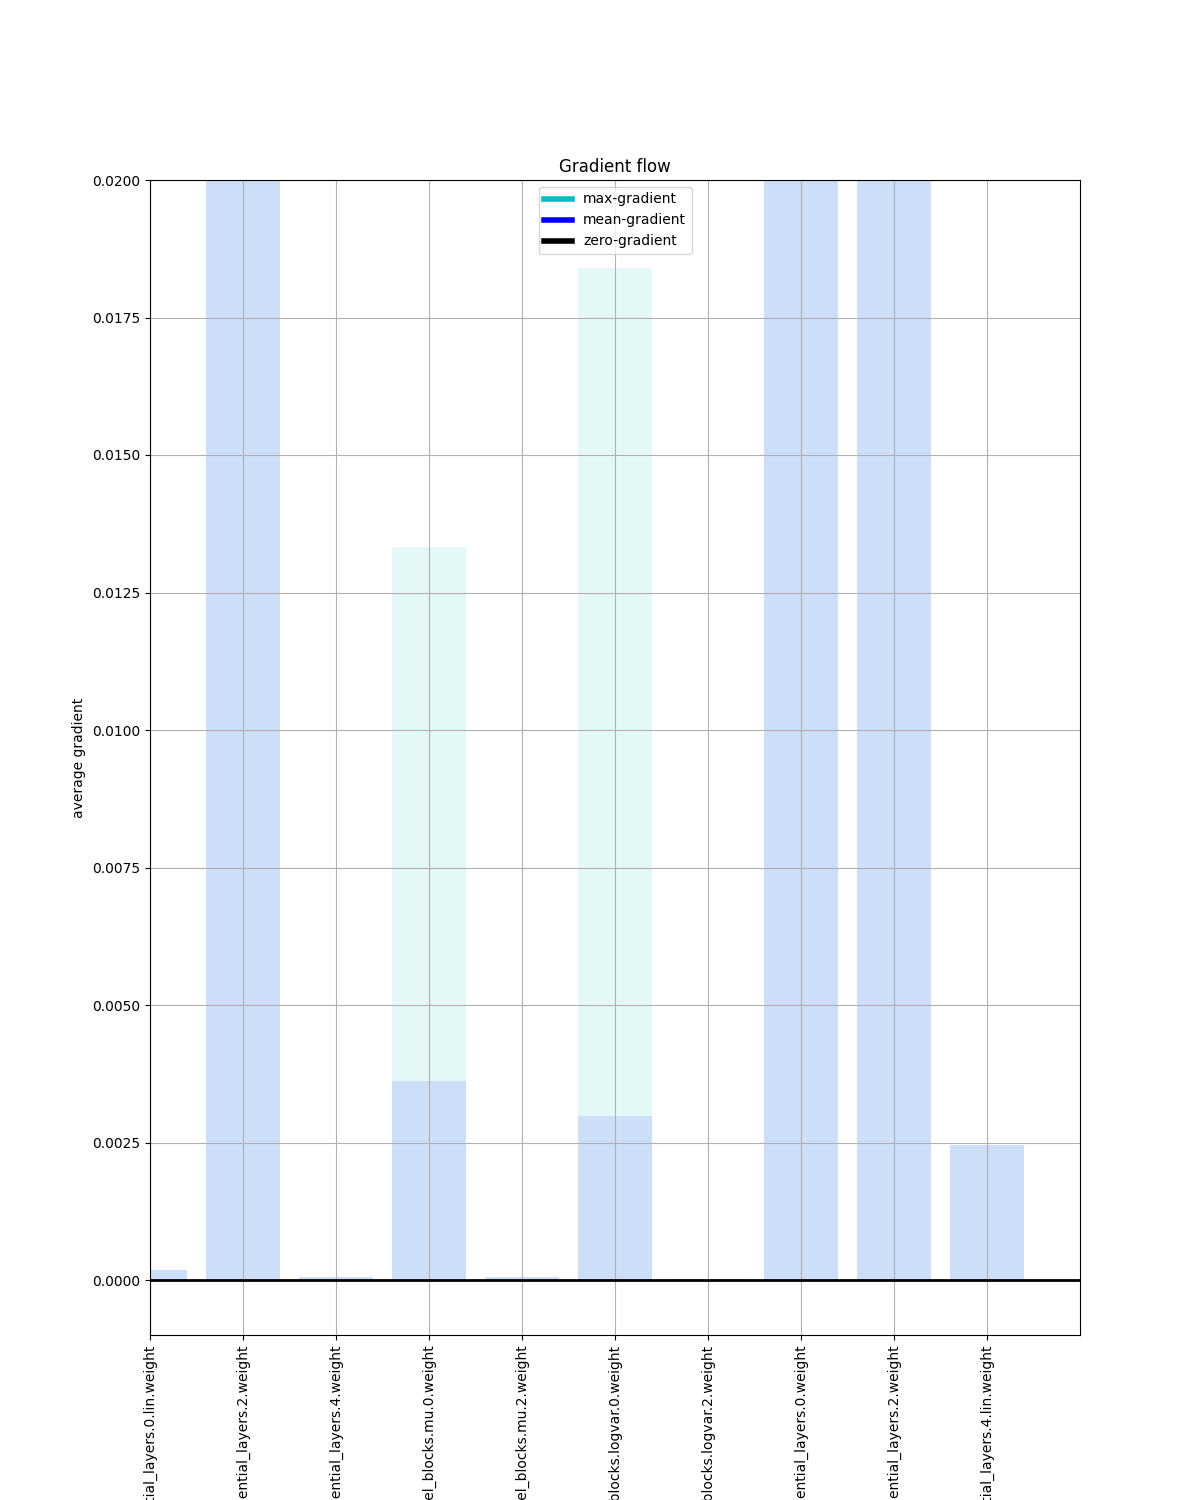 Gradient flow
max-gradient
mean-gradient
zero-gradient
0.0200
0.0175
0.0150
0.0125
0.0100
0.0075
0.0050
0.0025
0.0000
average gradient
tial_layers.0.lin.weight
ential_layers.2.weight
ential_layers.4.weight
el_blocks.mu.0.weight
el_blocks.mu.2.weight
blocks.logvar.0.weight
blocks.logvar.2.weight
ential_layers.0.weight
ential_layers.2.weight
tial_layers.4.lin.weight